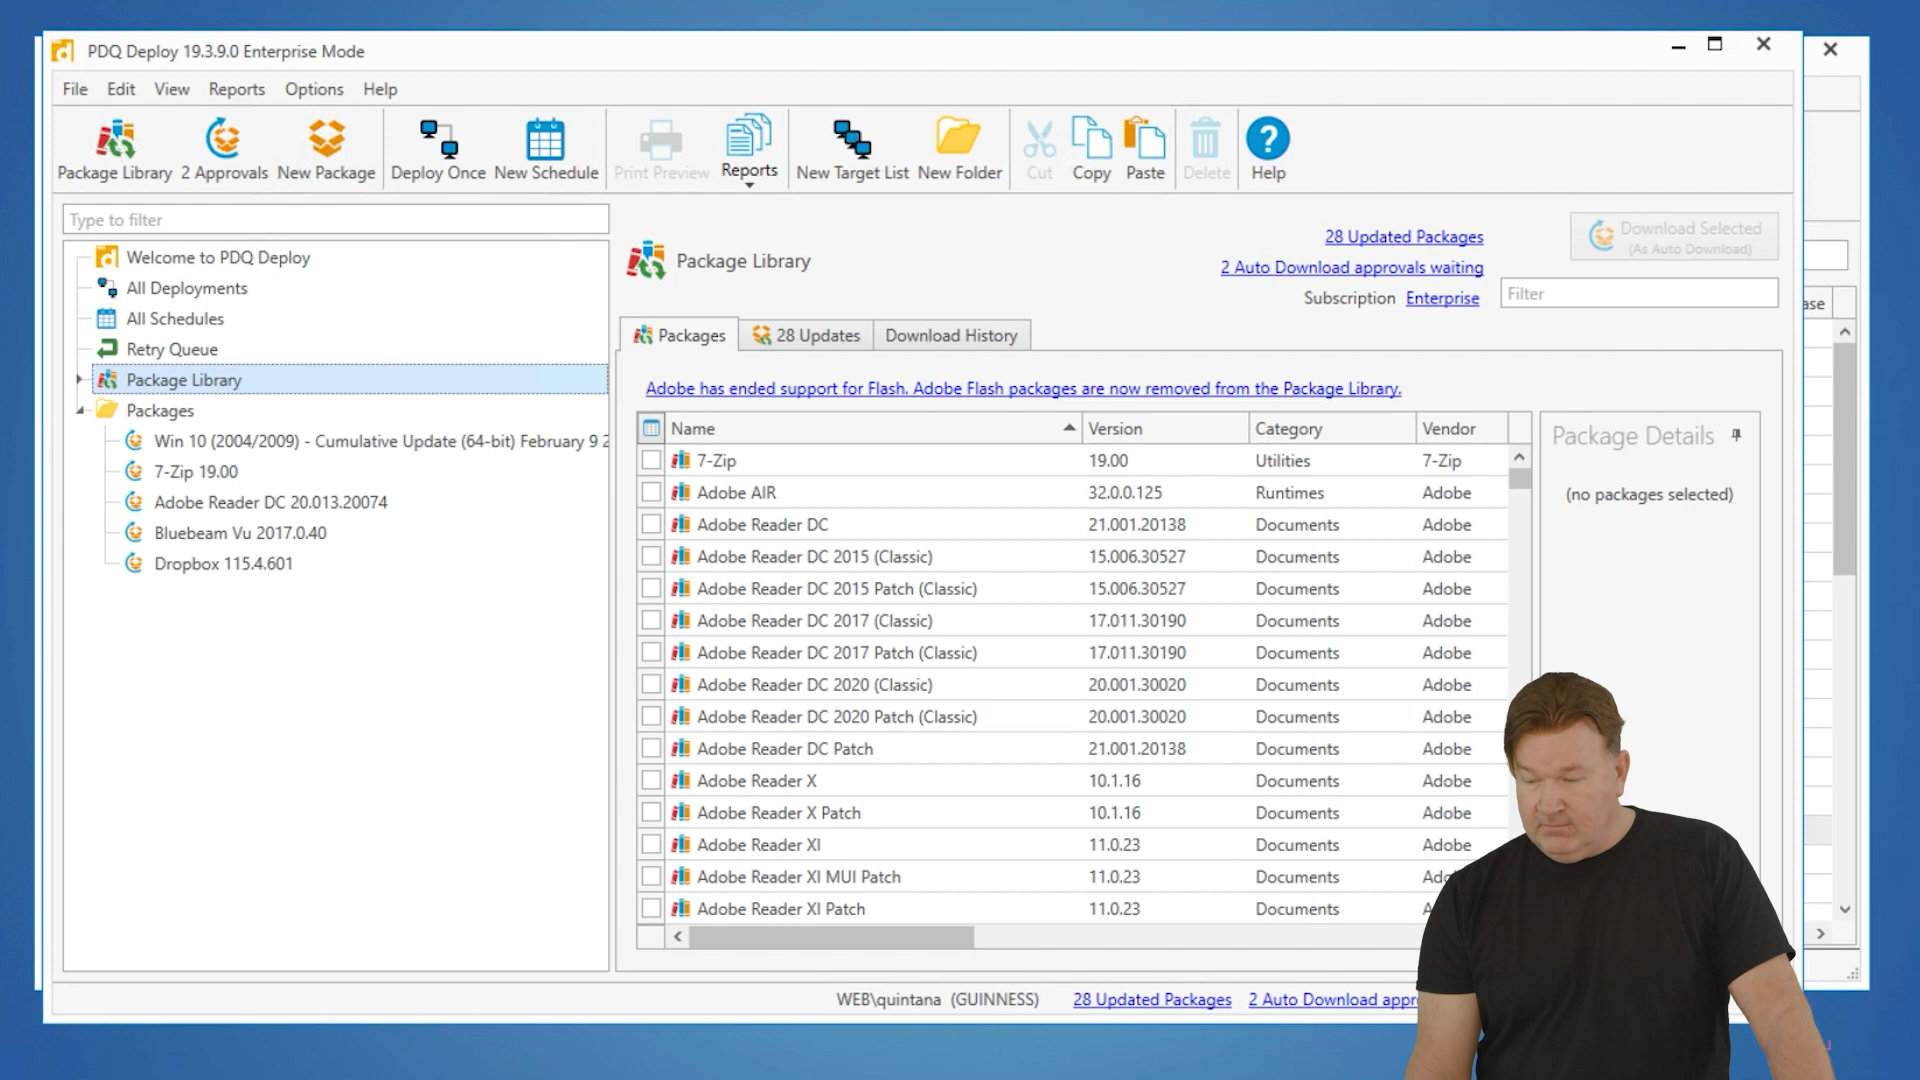 PDQ Deploy 19.3.9.0 Enterprise Mode
File Edit View Reports Options Help
Package Library 2 Approvals New Package Deploy Once New Schedule Print Preview Reports New Target List New Folder Cut Copy Paste Delete Help
Type to filter
Welcome to PDQ Deploy
All Deployments
All Schedules
Retry Queue
Package Library
Packages
Win 10 (2004/2009) - Cumulative Update (64-bit) February 9 2
7-Zip 19.00
Adobe Reader DC 20.013.20074
Bluebeam Vu 2017.0.40
Dropbox 115.4.601
Package Library
28 Updated Packages
2 Auto Download approvals waiting
Subscription Enterprise
Download Selected
(As Auto Download)
Filter
Packages 28 Updates Download History
Adobe has ended support for Flash. Adobe Flash packages are now removed from the Package Library.
Name Version Category Vendor
7-Zip 19.00 Utilities 7-Zip
Adobe AIR 32.0.0.125 Runtimes Adobe
Adobe Reader DC 21.001.20138 Documents Adobe
Adobe Reader DC 2015 (Classic) 15.006.30527 Documents Adobe
Adobe Reader DC 2015 Patch (Classic) 15.006.30527 Documents Adobe
Adobe Reader DC 2017 (Classic) 17.011.30190 Documents Adobe
Adobe Reader DC 2017 Patch (Classic) 17.011.30190 Documents Adobe
Adobe Reader DC 2020 (Classic) 20.001.30020 Documents Adobe
Adobe Reader DC 2020 Patch (Classic) 20.001.30020 Documents Adobe
Adobe Reader DC Patch 21.001.20138 Documents Adobe
Adobe Reader X 10.1.16 Documents Adobe
Adobe Reader X Patch 10.1.16 Documents Adobe
Adobe Reader XI 11.0.23 Documents Adobe
Adobe Reader XI MUI Patch 11.0.23 Documents
Adobe Reader XI Patch 11.0.23 Documents
Package Details
(no packages selected)
ase
WEB\quintana (GUINNESS) 28 Updated Packages 2 Auto Download appr